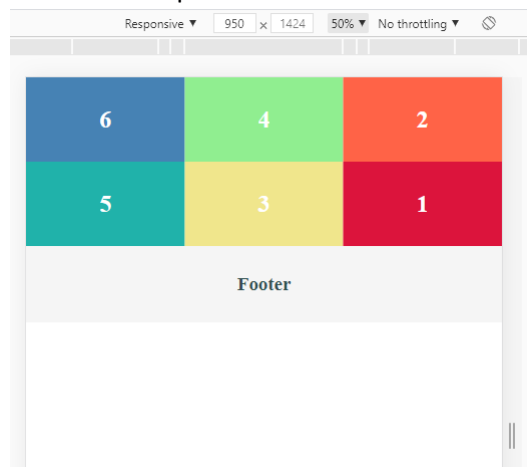 Responsive ▼ 950 × 1424 50% ▼ No throttling ▼
6 4 2
5 3 1
Footer